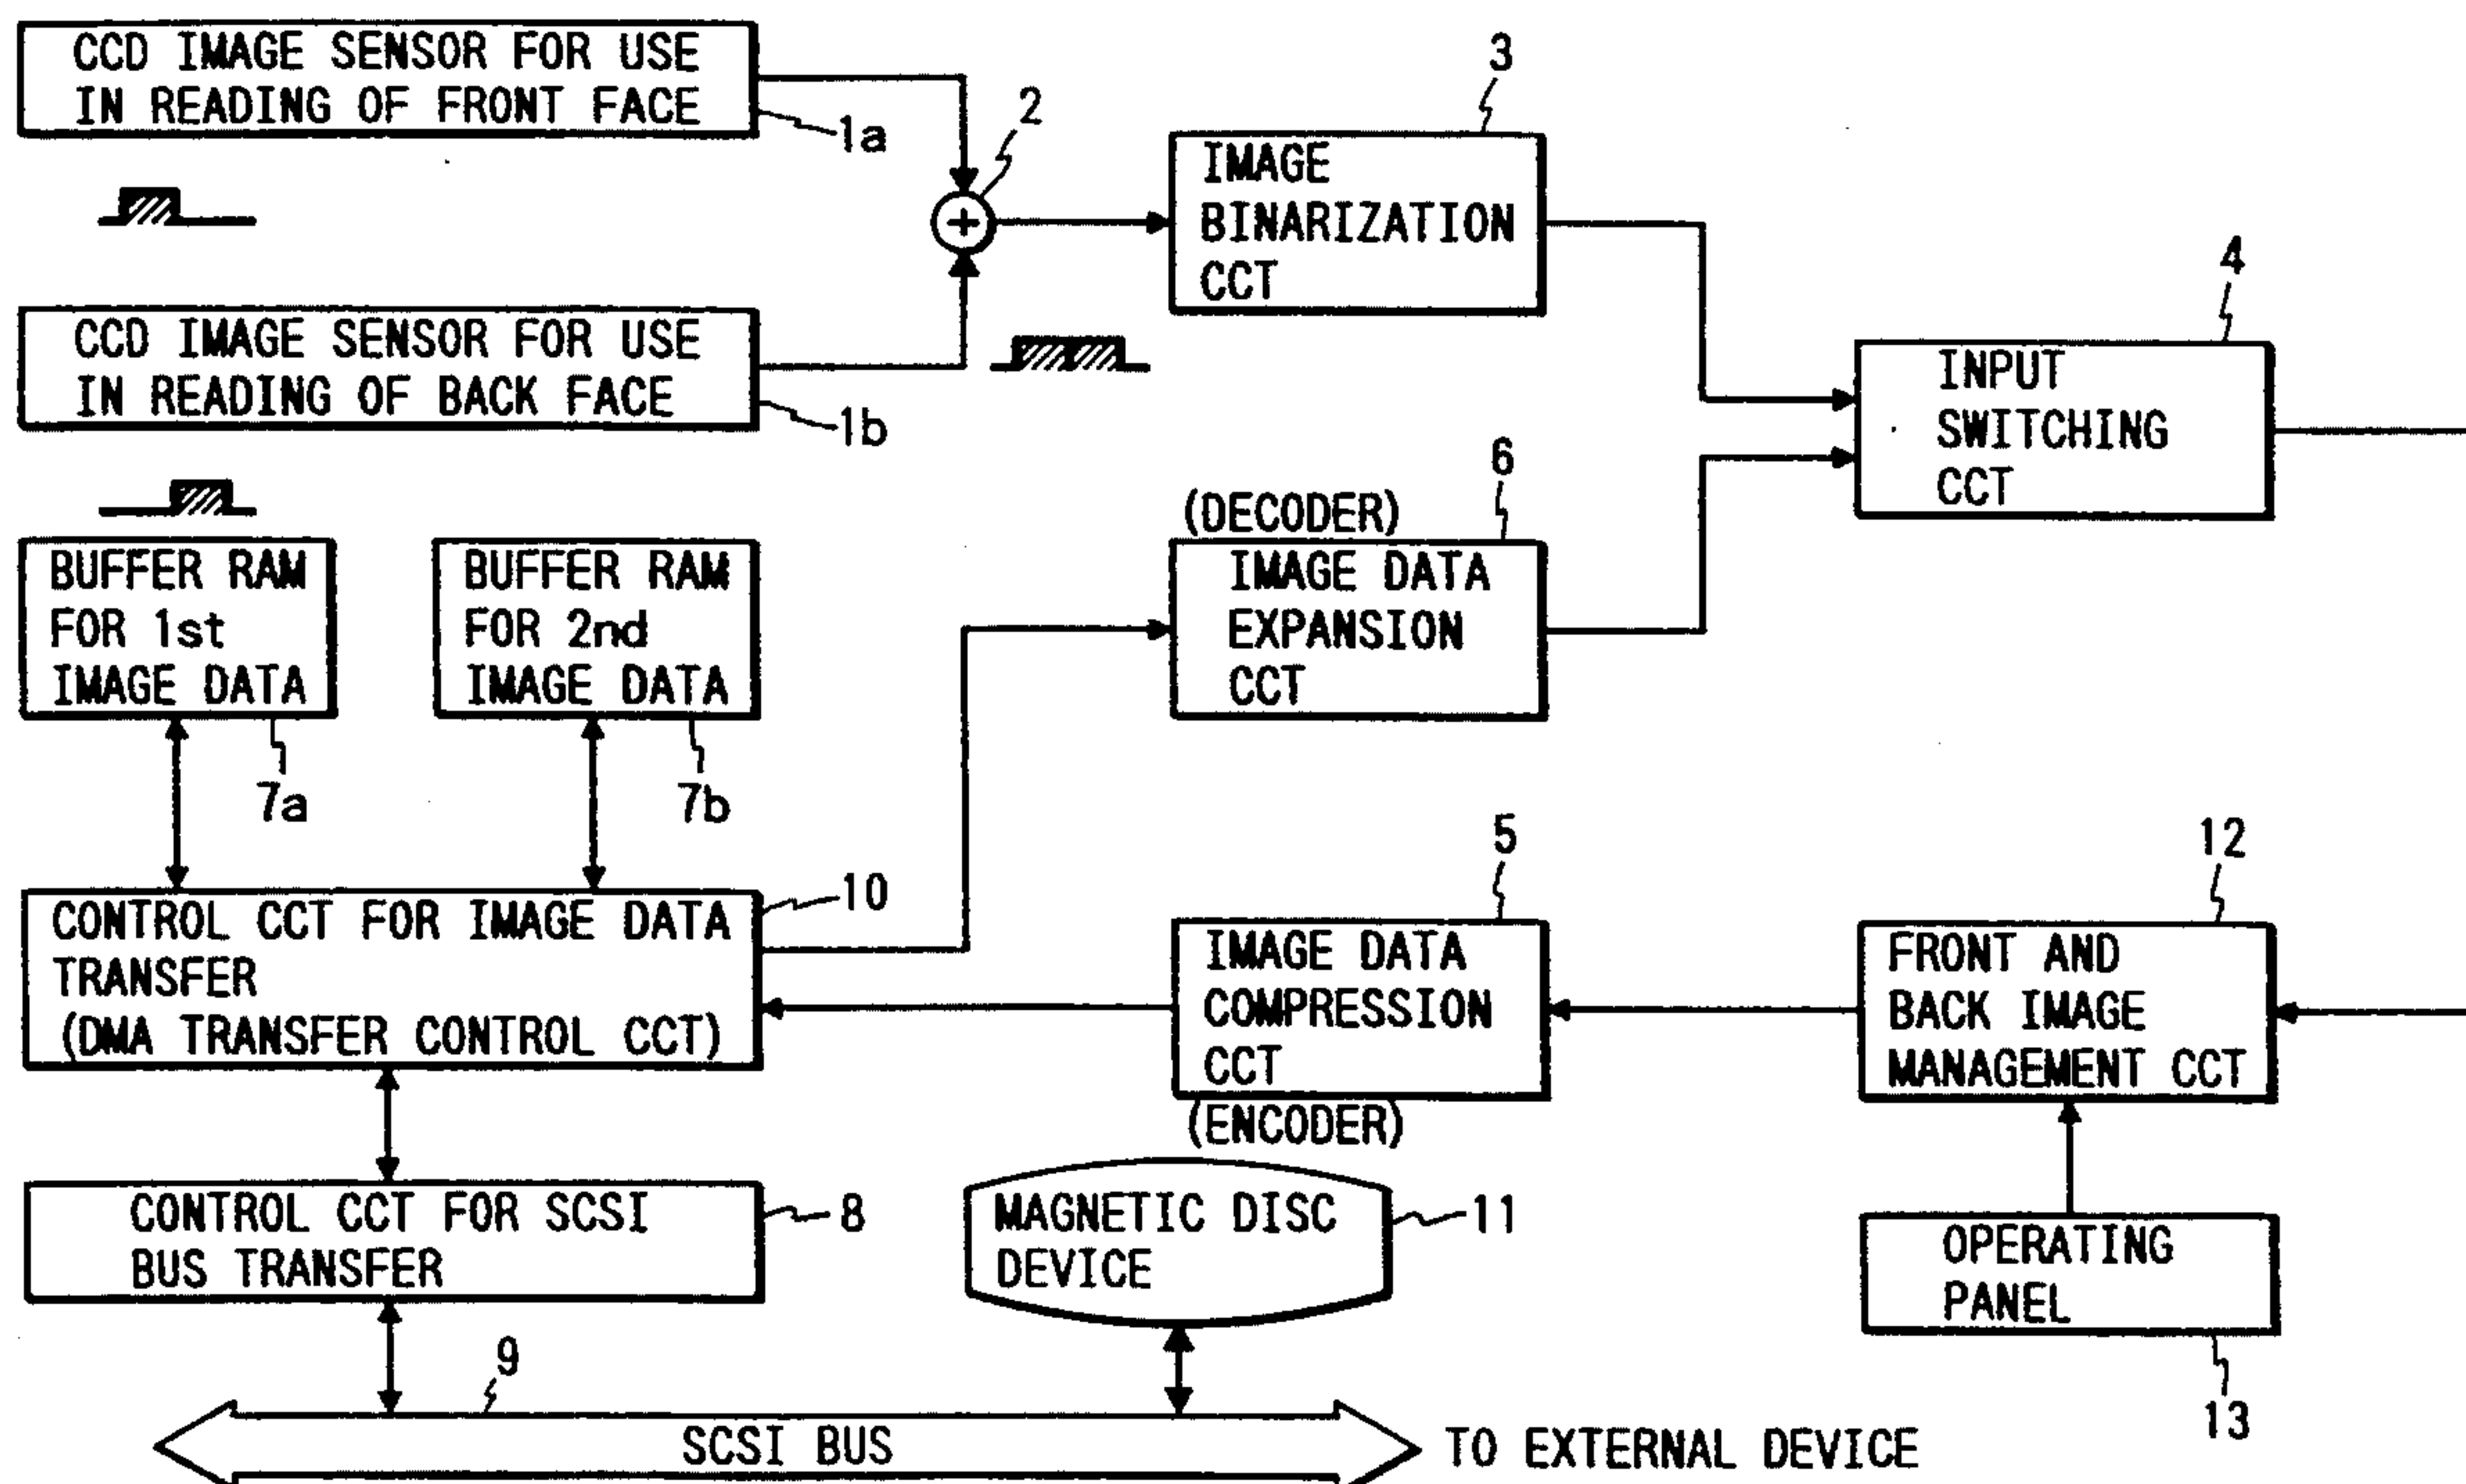 CCD IMAGE SENSOR FOR USE
IN READING OF FRONT FACE
1a
2
3
IMAGE
BINARIZATION
CCT
4
INPUT
SWITCHING
CCT
CCD IMAGE SENSOR FOR USE
IN READING OF BACK FACE
1b
6
(DECODER)
IMAGE DATA
EXPANSION
CCT
BUFFER RAM
FOR 1st
IMAGE DATA
7a
BUFFER RAM
FOR 2nd
IMAGE DATA
7b
10
CONTROL CCT FOR IMAGE DATA
TRANSFER
(DMA TRANSFER CONTROL CCT)
5
IMAGE DATA
COMPRESSION
CCT
(ENCODER)
12
FRONT AND
BACK IMAGE
MANAGEMENT CCT
CONTROL CCT FOR SCSI
BUS TRANSFER
8
MAGNETIC DISC
DEVICE
11
OPERATING
PANEL
13
9
SCSI BUS
TO EXTERNAL DEVICE